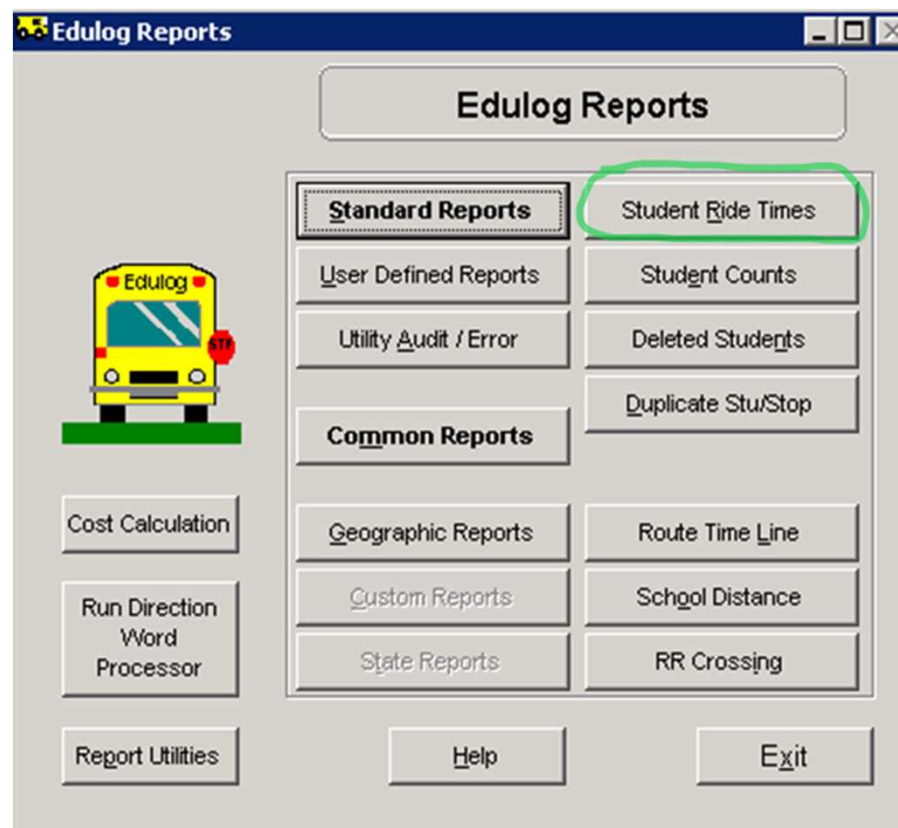 Edulog Reports
Edulog Reports
Standard Reports
Student Ride Times
User Defined Reports
Student Counts
Utility Audit / Error
Deleted Students
Duplicate Stu/Stop
Common Reports
Edulog
Cost Calculation
Geographic Reports
Route Time Line
Run Direction
Word
Processor
Custom Reports
School Distance
State Reports
RR Crossing
Report Utilities
Help
Exit